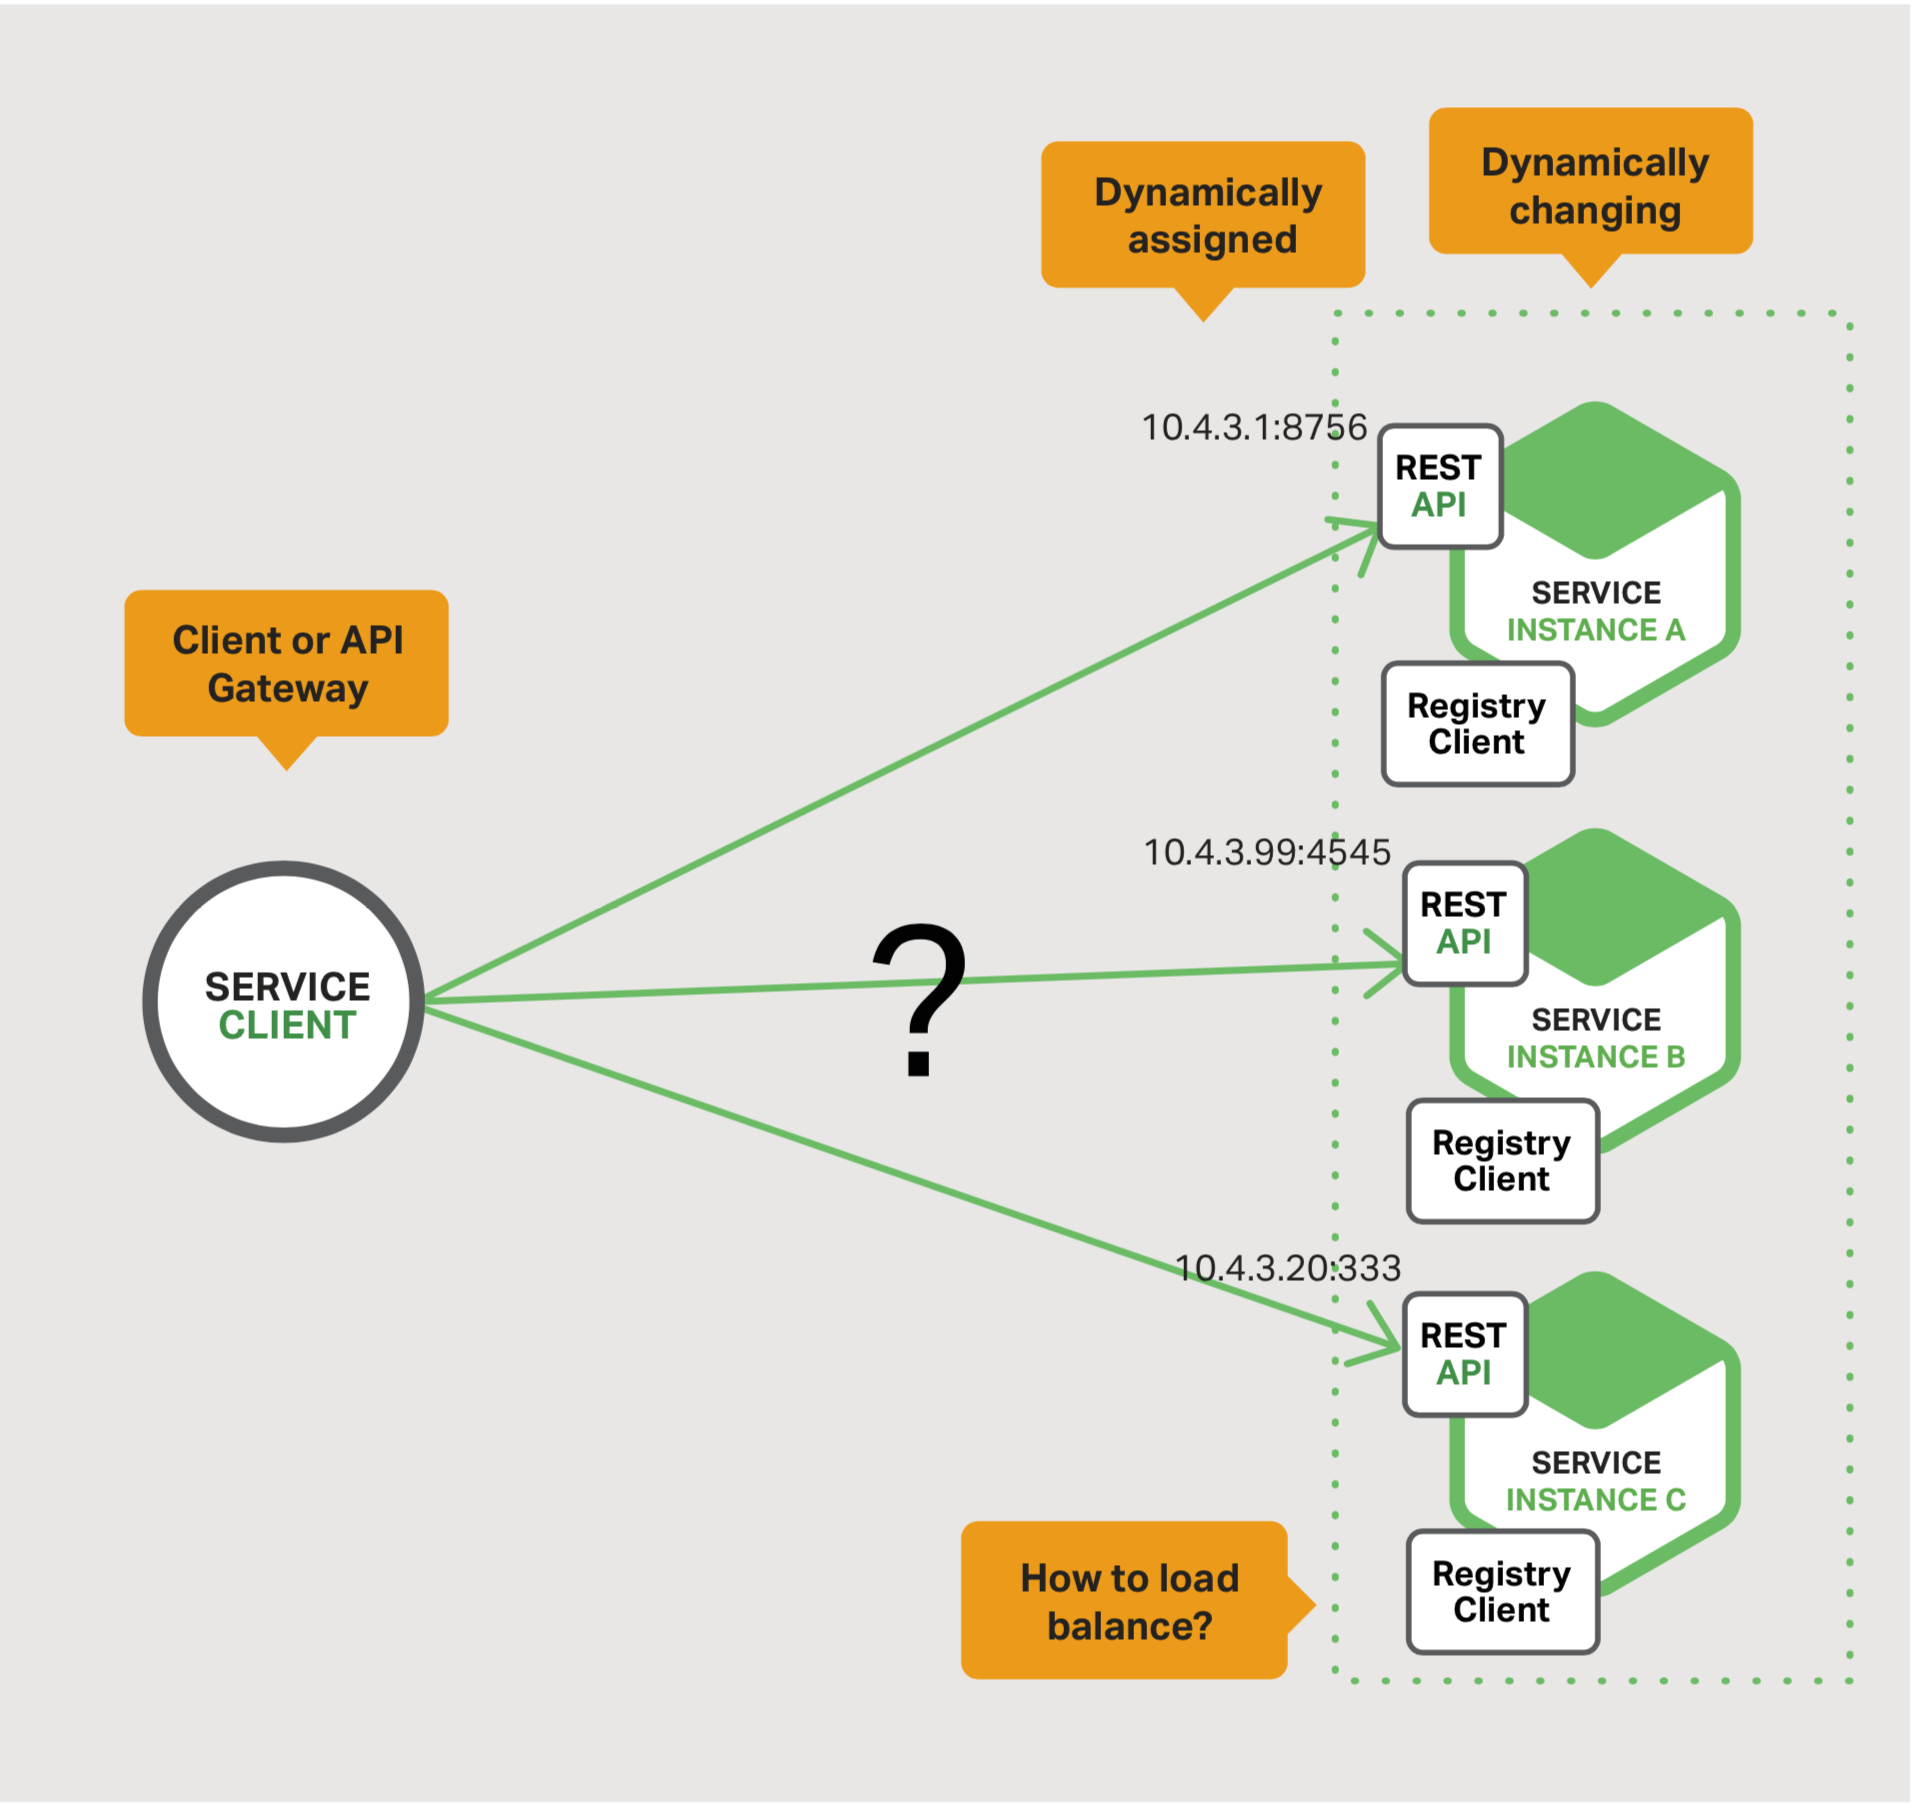 Dynamically
changing
Dynamically
assigned
10.4.3.1:8756
REST
API
SERVICE
INSTANCE A
Registry
Client
Client or API
Gateway
10.4.3.99:4545
REST
API
SERVICE
CLIENT
?
SERVICE
INSTANCE B
Registry
Client
10.4.3.20:333
REST
API
SERVICE
INSTANCE C
How to load
balance?
Registry
Client